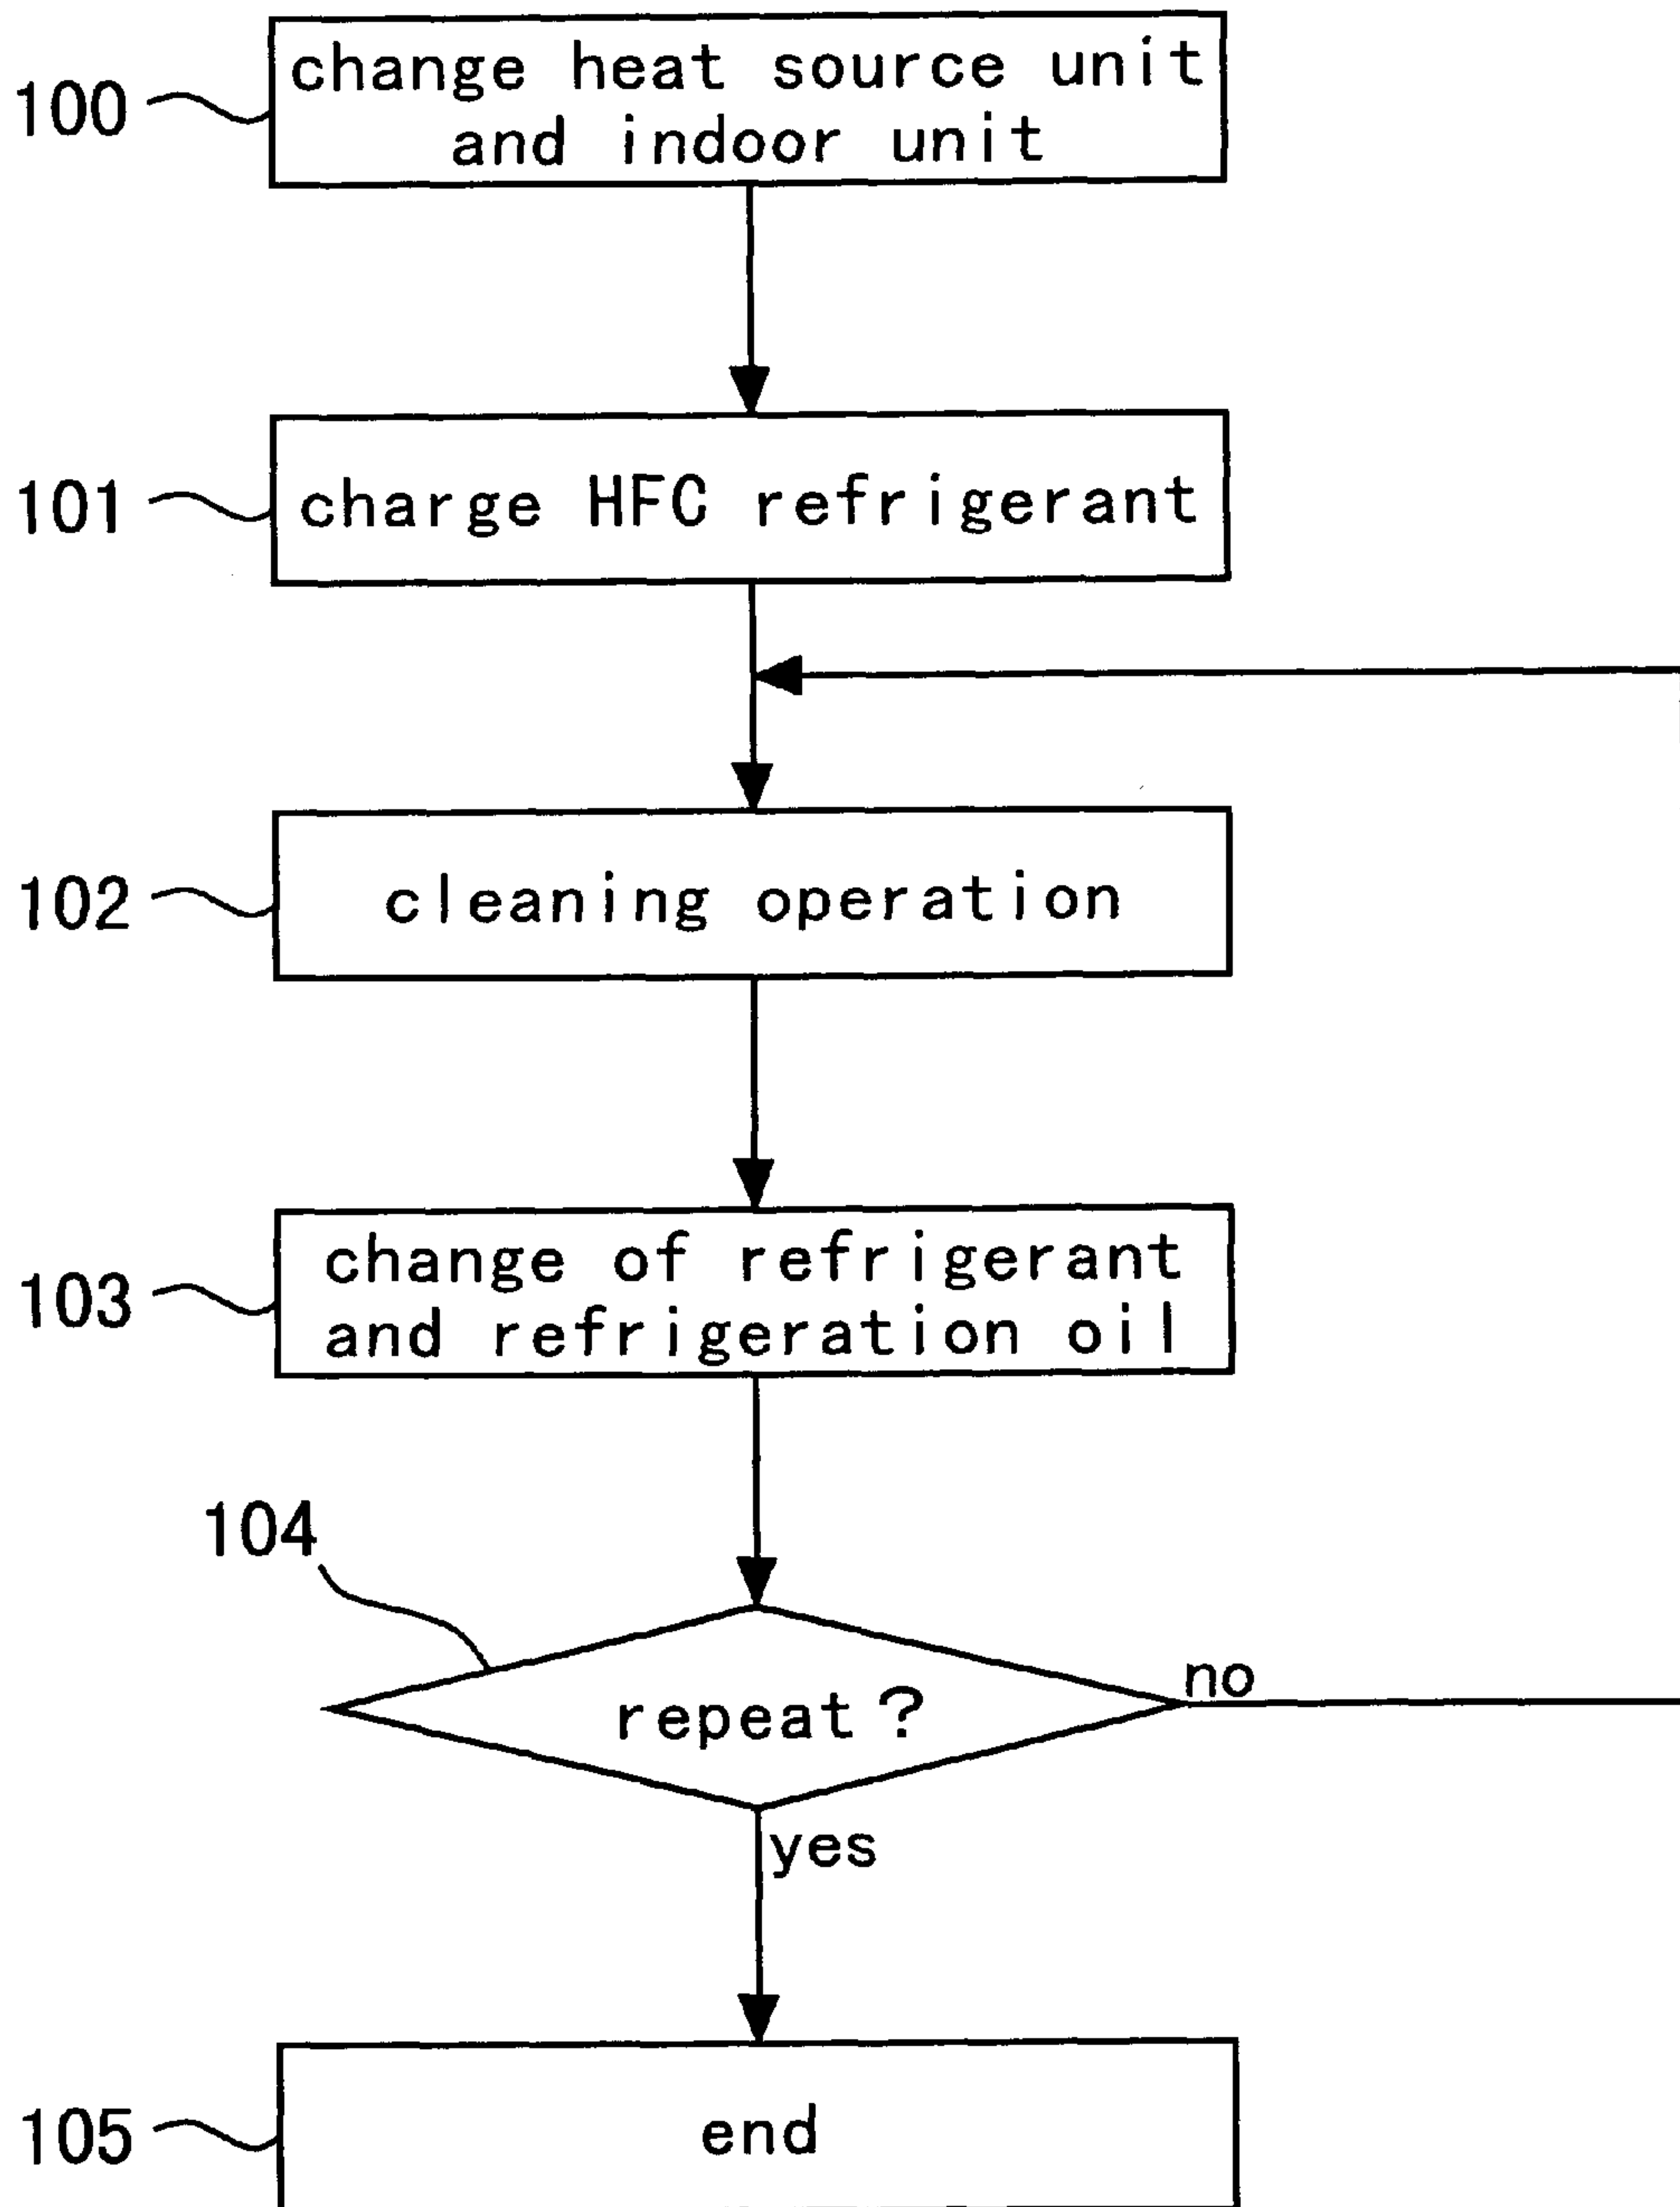 100
change heat source unit
and indoor unit
101
charge HFC refrigerant
102
cleaning operation
103
change of refrigerant
and refrigeration oil
104
repeat?
no
yes
105
end